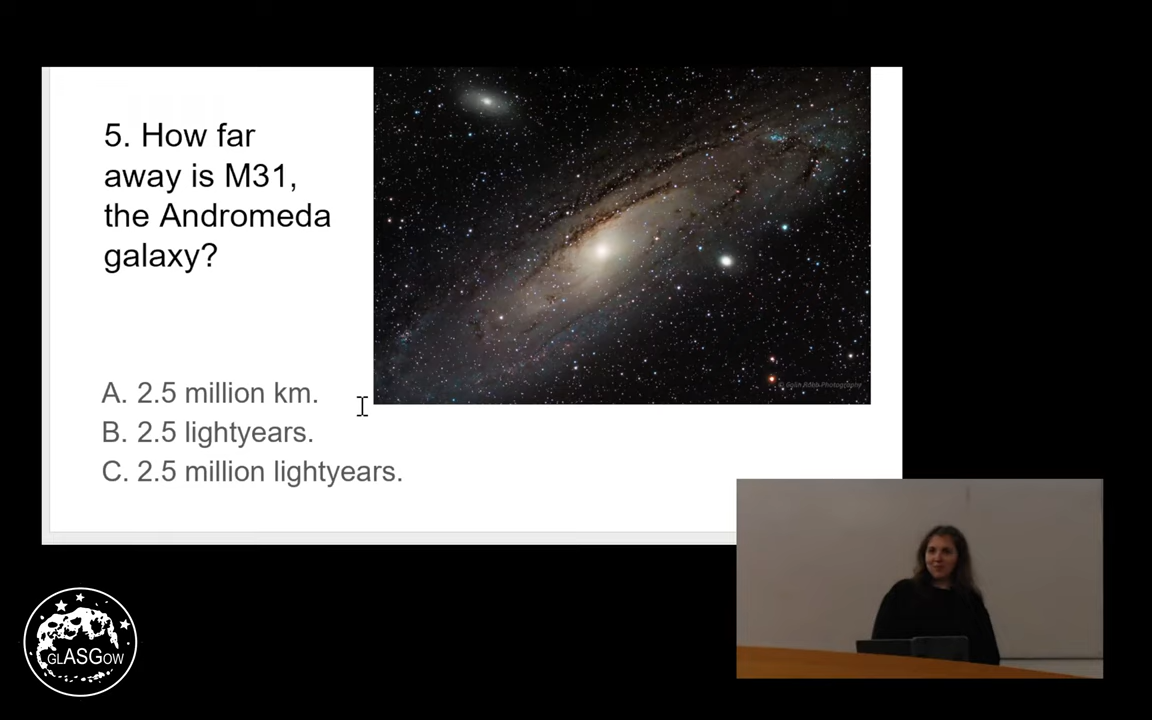 5. How far
away is M31,
the Andromeda
galaxy?
A. 2.5 million km.
B. 2.5 lightyears.
C. 2.5 million lightyears.
GLASGOW